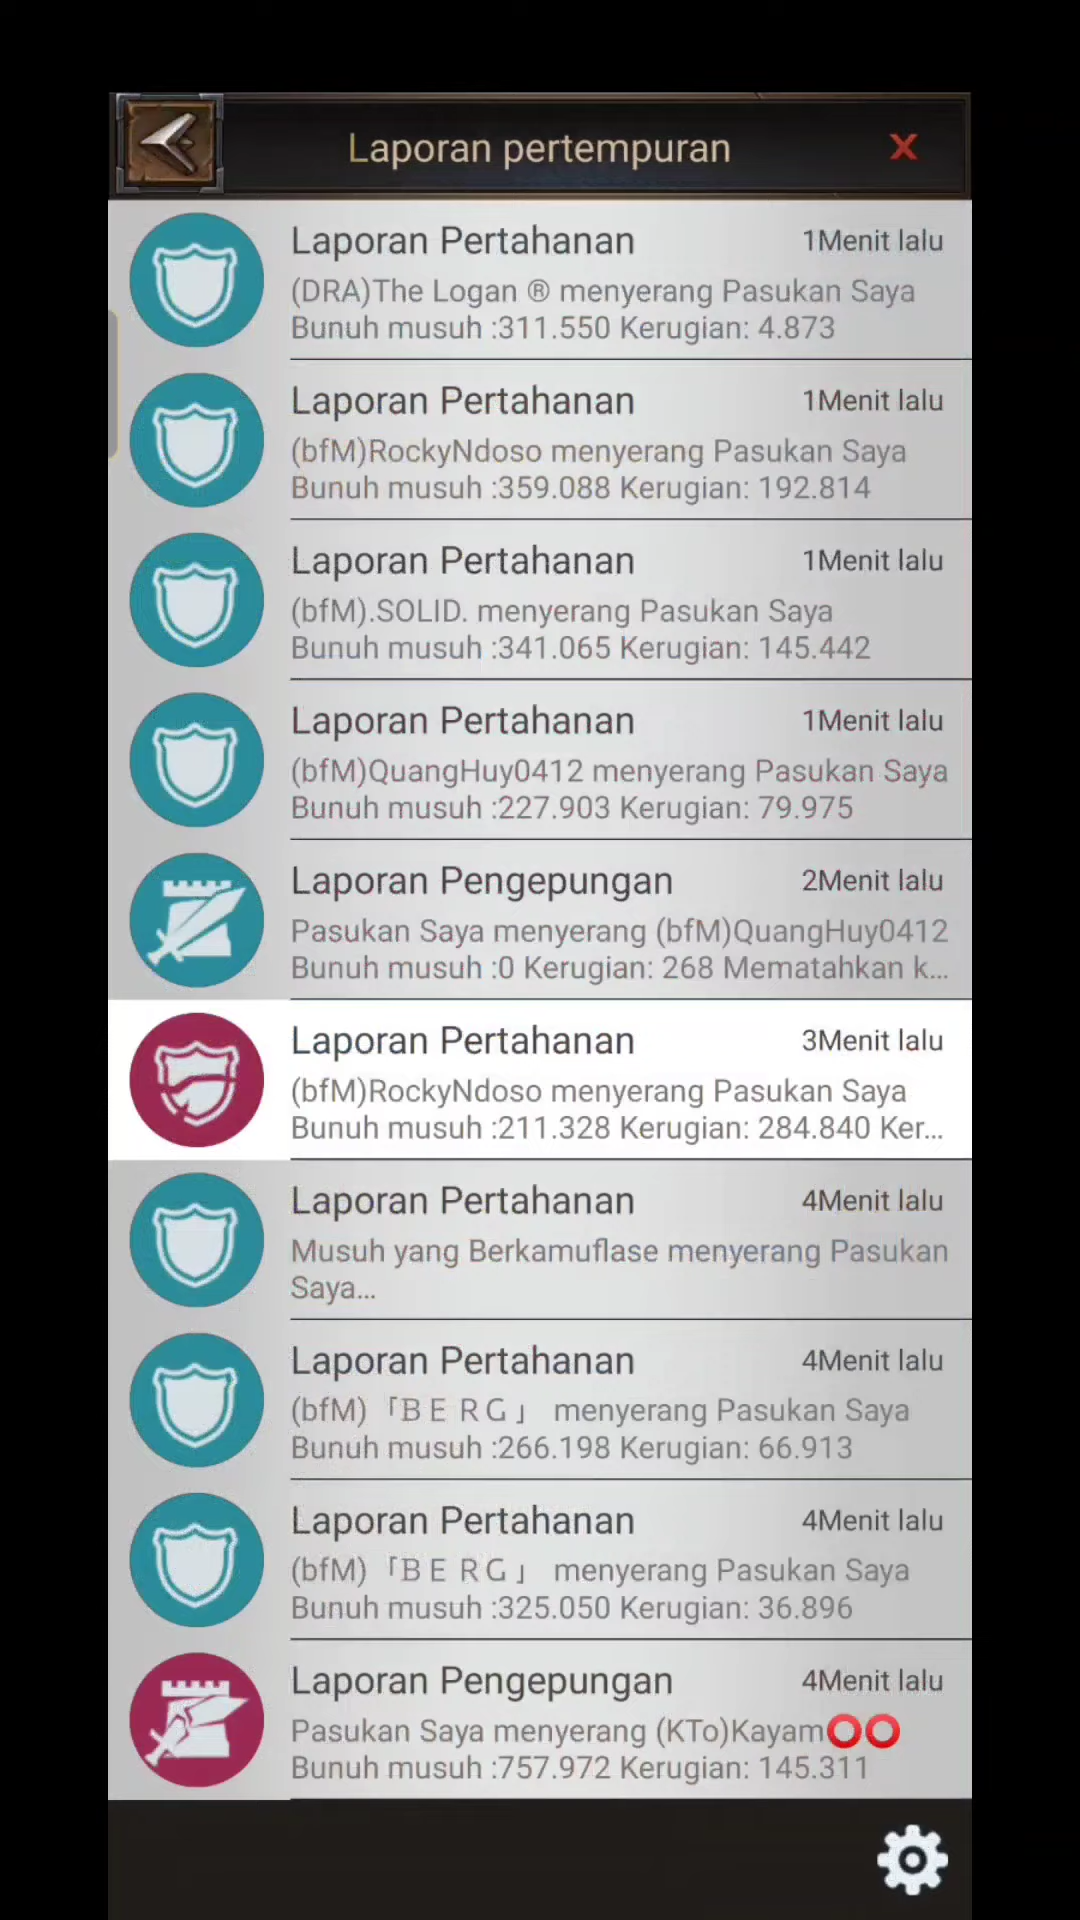 Laporan pertempuran
X
Laporan Pertahanan 1Menit lalu
(DRA)The Logan ® menyerang Pasukan Saya
Bunuh musuh :311.550 Kerugian: 4.873
Laporan Pertahanan 1Menit lalu
(bfM)RockyNdoso menyerang Pasukan Saya
Bunuh musuh :359.088 Kerugian: 192.814
Laporan Pertahanan 1Menit lalu
(bfM).SOLID. menyerang Pasukan Saya
Bunuh musuh :341.065 Kerugian: 145.442
Laporan Pertahanan 1Menit lalu
(bfM)QuangHuy0412 menyerang Pasukan Saya
Bunuh musuh :227.903 Kerugian: 79.975
Laporan Pengepungan 2Menit lalu
Pasukan Saya menyerang (bfM)QuangHuy0412
Bunuh musuh :0 Kerugian: 268 Mematahkan k...
Laporan Pertahanan 3Menit lalu
(bfM)RockyNdoso menyerang Pasukan Saya
Bunuh musuh :211.328 Kerugian: 284.840 Ker...
Laporan Pertahanan 4Menit lalu
Musuh yang Berkamuflase menyerang Pasukan
Saya...
Laporan Pertahanan 4Menit lalu
(bfM)「B E R G」 menyerang Pasukan Saya
Bunuh musuh :266.198 Kerugian: 66.913
Laporan Pertahanan 4Menit lalu
(bfM)「B E R G」 menyerang Pasukan Saya
Bunuh musuh :325.050 Kerugian: 36.896
Laporan Pengepungan 4Menit lalu
Pasukan Saya menyerang (KTo)Kayam⭕⭕
Bunuh musuh :757.972 Kerugian: 145.311